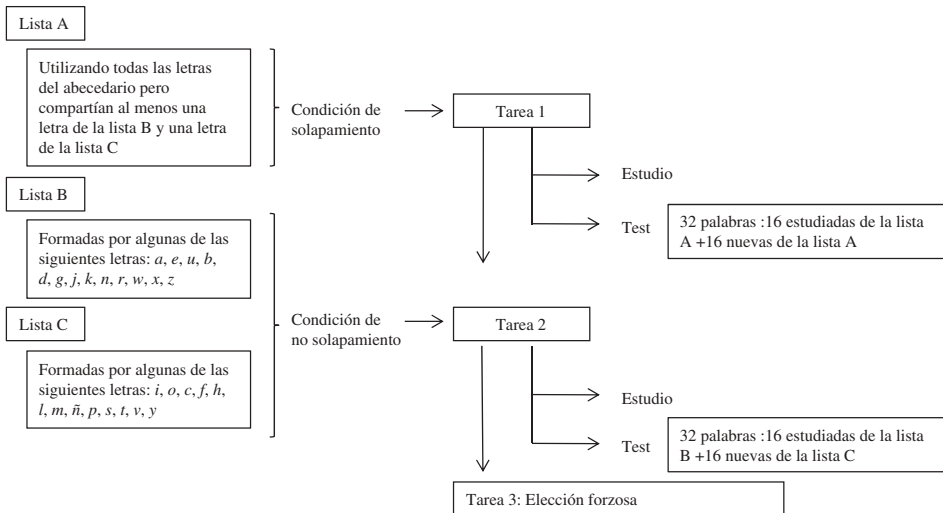 Lista A
Utilizando todas las letras
del abecedario pero
compartían al menos una
letra de la lista B y una letra
de la lista C
Condición de
solapamiento
Tarea 1
Estudio
Test
32 palabras :16 estudiadas de la lista
A +16 nuevas de la lista A
Lista B
Formadas por algunas de las
siguientes letras: a, e, u, b,
d, g, j, k, n, r, w, x, z
Lista C
Formadas por algunas de las
siguientes letras: i, o, c, f, h,
l, m, ñ, p, s, t, v, y
Condición de
no solapamiento
Tarea 2
Estudio
Test
32 palabras :16 estudiadas de la lista
B +16 nuevas de la lista C
Tarea 3: Elección forzosa